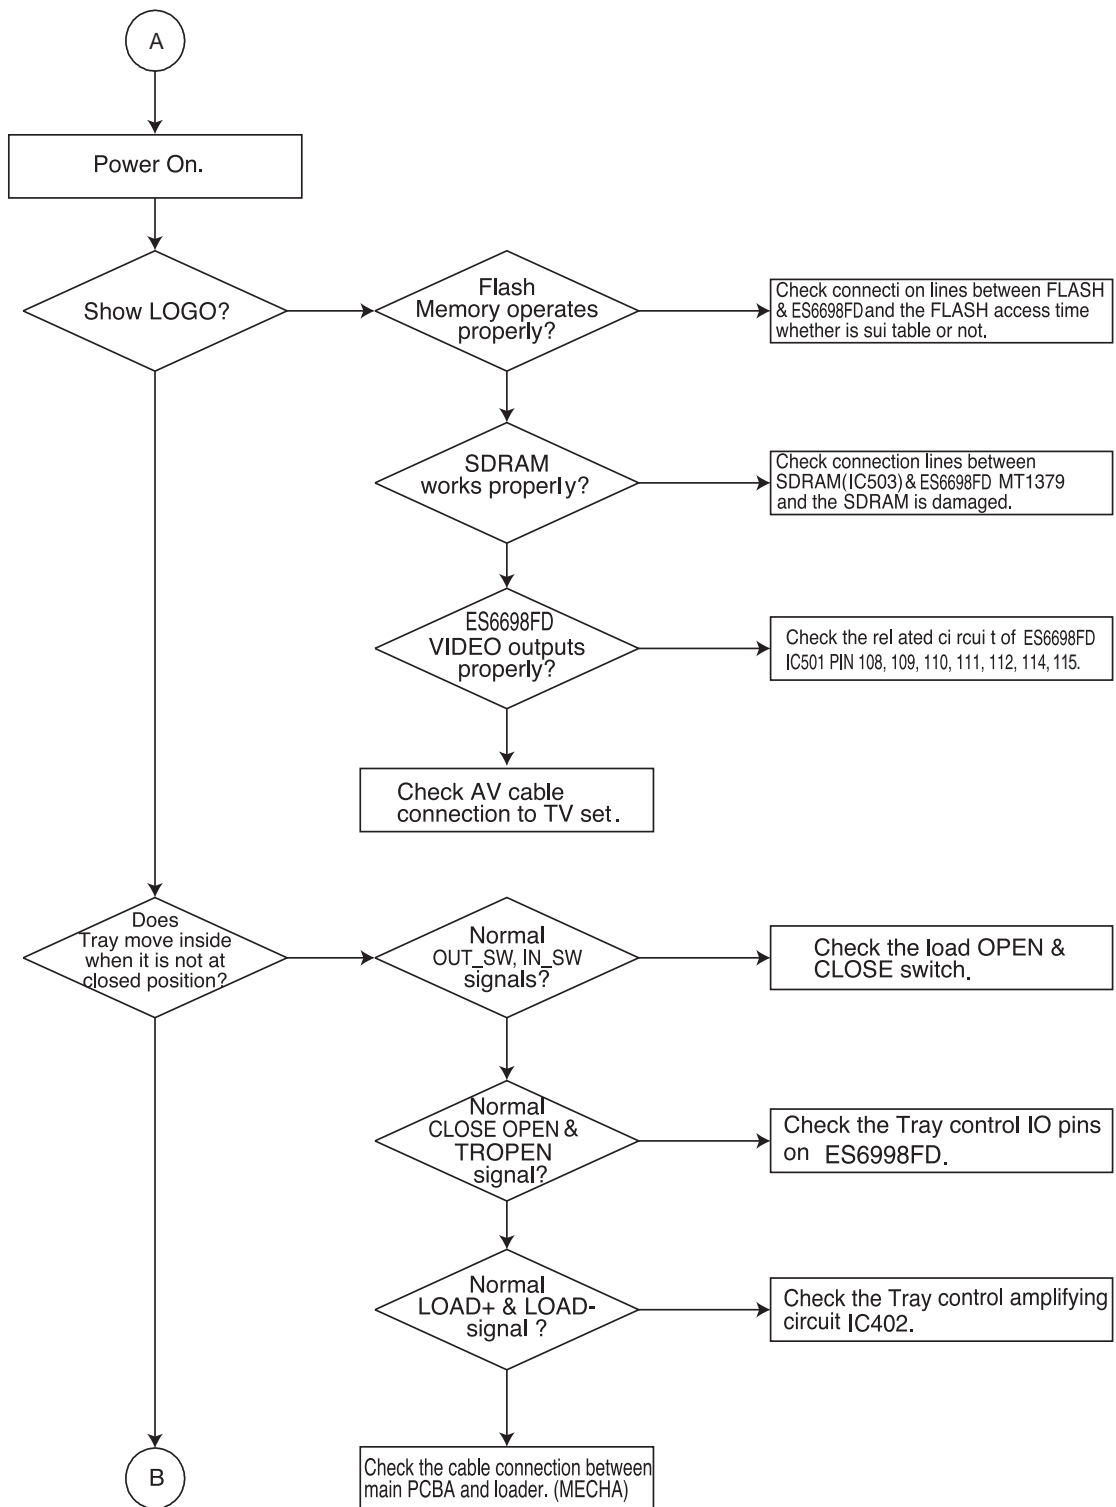 A
Power On.
Show LOGO?
Flash
Memory operates
properly?
Check connecti on lines between FLASH
& ES6698FD and the FLASH access time
whether is sui table or not.
SDRAM
works properly?
Check connection lines between
SDRAM(IC503) & ES6698FD MT1379
and the SDRAM is damaged.
ES6698FD
VIDEO outputs
properly?
Check the rel ated ci rcui t of ES6698FD
IC501 PIN 108, 109, 110, 111, 112, 114, 115.
Check AV cable
connection to TV set.
Does
Tray move inside
when it is not at
closed position?
Normal
OUT_SW, IN_SW
signals?
Check the load OPEN &
CLOSE switch.
Normal
CLOSE OPEN &
TROPEN
signal?
Check the Tray control IO pins
on ES6998FD.
Normal
LOAD+ & LOAD-
signal ?
Check the Tray control amplifying
circuit IC402.
Check the cable connection between
main PCBA and loader. (MECHA)
B